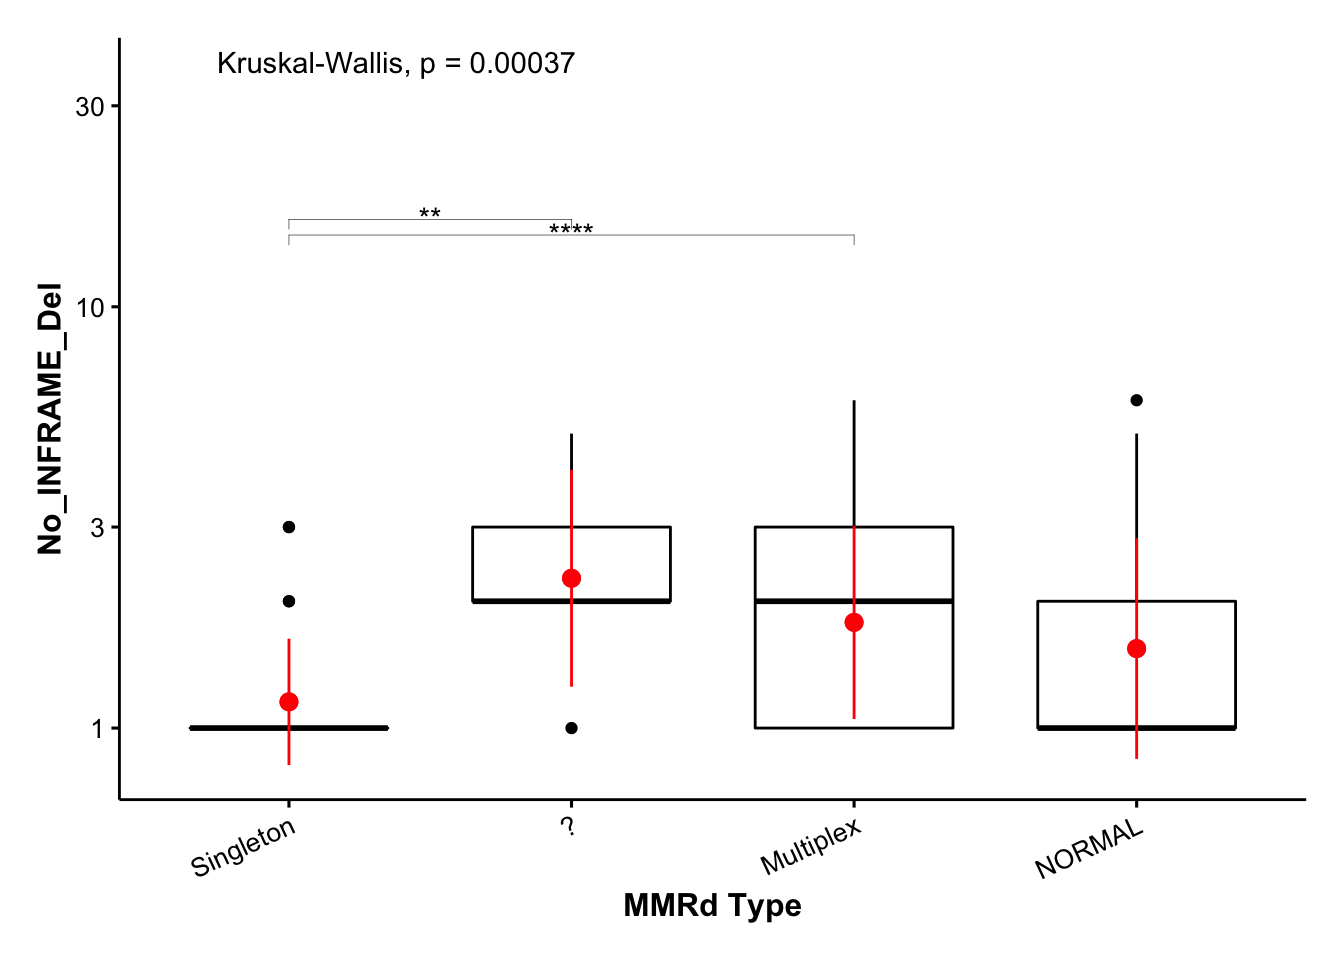 Kruskal-Wallis, p = 0.00037
30
**
****
10
3
1
No_INFRAME_Del
Singleton
?
Multiplex
NORMAL
MMRd Type